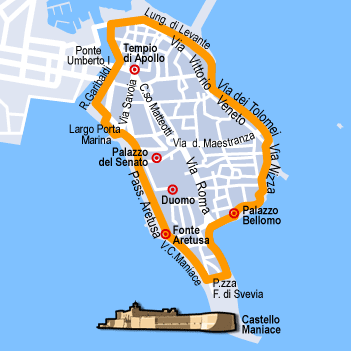 Lung. di Levante
Ponte
Umberto I
Tempio
di Apollo
Via Vittorio Veneto
Via dei Tolomei
R.Garibaldi
Via Savoia
C.so Matteotti
Largo Porta
Marina
Via d. Maestranza
Via Nizza
Palazzo
del Senato
Via Roma
Duomo
Pass. Aretusa
Palazzo
Bellomo
Fonte
Aretusa
V.C.Maniace
P.zza
F. di Svevia
Castello
Maniace